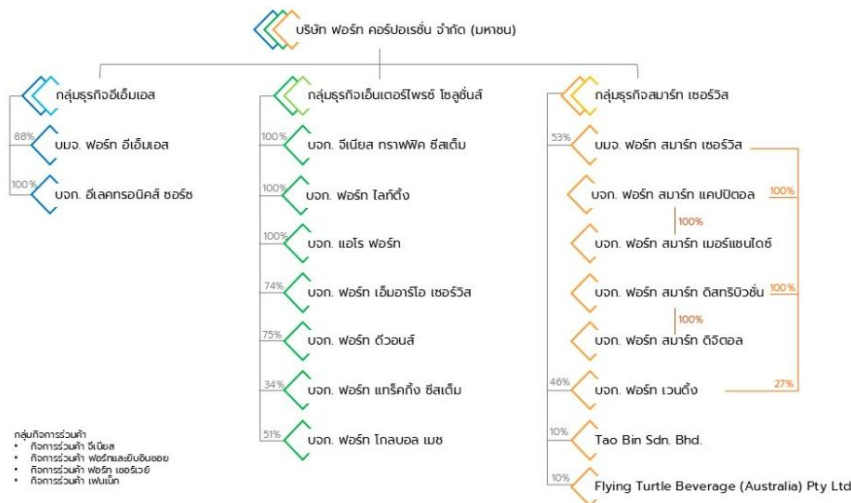 บริษัท ฟอร์ท คอร์ปอเรชั่น จำกัด (มหาชน)
กลุ่มธุรกิจอีเอ็มเอส
88%
บมจ. ฟอร์ท อีเอ็มเอส
100%
บจก. อีเลคทรอนิคส์ ซอร์ซ
กลุ่มธุรกิจเอ็นเตอร์ไพรซ์ โซลูชั่นส์
100%
บจก. จีเนียส ทราฟฟิค ซีสเต็ม
100%
บจก. ฟอร์ท ไลท์ติ้ง
100%
บจก. แอโร ฟอร์ท
74%
บจก. ฟอร์ท เอ็มอาร์โอ เซอร์วิส
75%
บจก. ฟอร์ท ดีวอนส์
34%
บจก. ฟอร์ท แทร็คกิ้ง ซีสเต็ม
51%
บจก. ฟอร์ท โกลบอล เมช
กลุ่มธุรกิจสมาร์ท เซอร์วิส
53%
บมจ. ฟอร์ท สมาร์ท เซอร์วิส
บจก. ฟอร์ท สมาร์ท แคปปิตอล
100%
100%
บจก. ฟอร์ท สมาร์ท เมอร์แชนไดซ์
บจก. ฟอร์ท สมาร์ท ดิสทริบิวชั่น
100%
100%
บจก. ฟอร์ท สมาร์ท ดิจิตอล
46%
บจก. ฟอร์ท เวนดิ้ง
27%
10%
Tao Bin Sdn. Bhd.
10%
Flying Turtle Beverage (Australia) Pty Ltd
กลุ่มกิจการร่วมค้า
• กิจการร่วมค้า จีเนียส
• กิจการร่วมค้า ฟอร์ทและยิบอินซอย
• กิจการร่วมค้า ฟอร์ท เซอร์เวย์
• กิจการร่วมค้า เฟนเน็ท